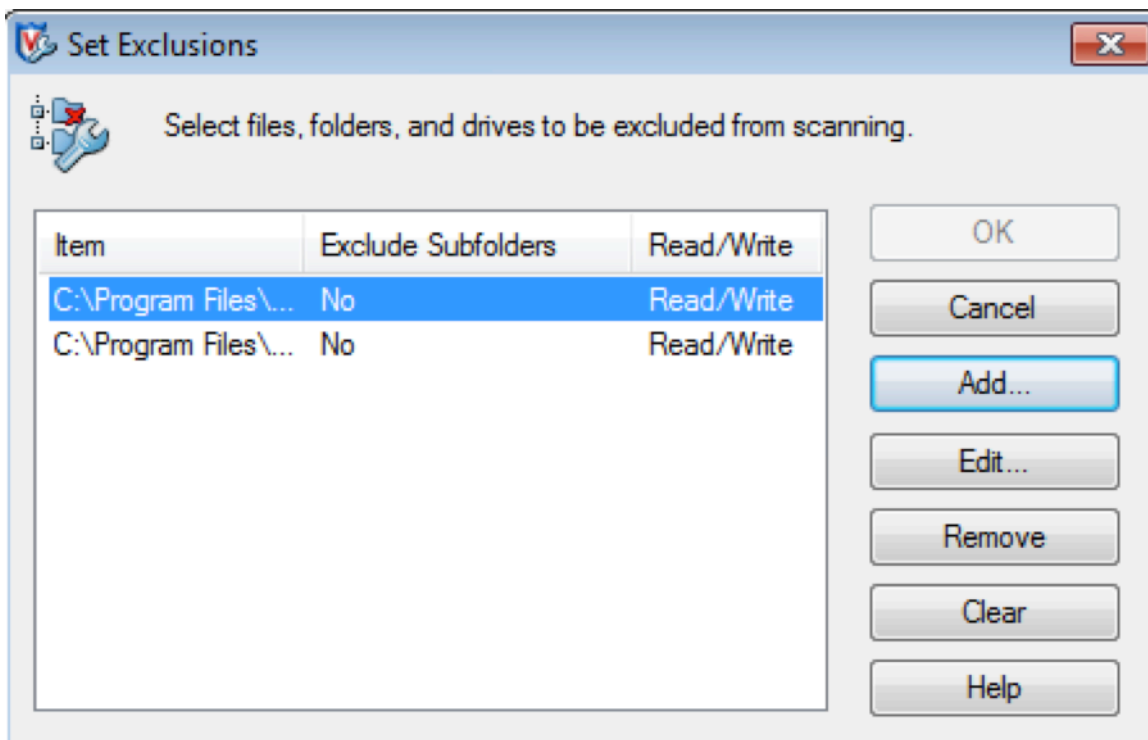 Set Exclusions
Select files, folders, and drives to be excluded from scanning.
Item Exclude Subfolders Read/Write
C:\Program Files\... No Read/Write
C:\Program Files\... No Read/Write
OK
Cancel
Add...
Edit...
Remove
Clear
Help